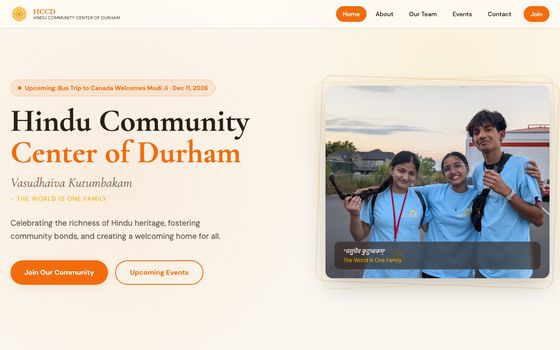 HCCD
HINDU COMMUNITY CENTER OF DURHAM
Home
About
Our Team
Events
Contact
Join
Upcoming: Bus Trip to Canada Welcomes Modi Ji · Dec 11, 2026
Hindu Community
Center of Durham
Vasudhaiva Kutumbakam
- THE WORLD IS ONE FAMILY
Celebrating the richness of Hindu heritage, fostering
community bonds, and creating a welcoming home for all.
Join Our Community
Upcoming Events
"वसुधैव कुटुम्बकम्"
The World Is One Family